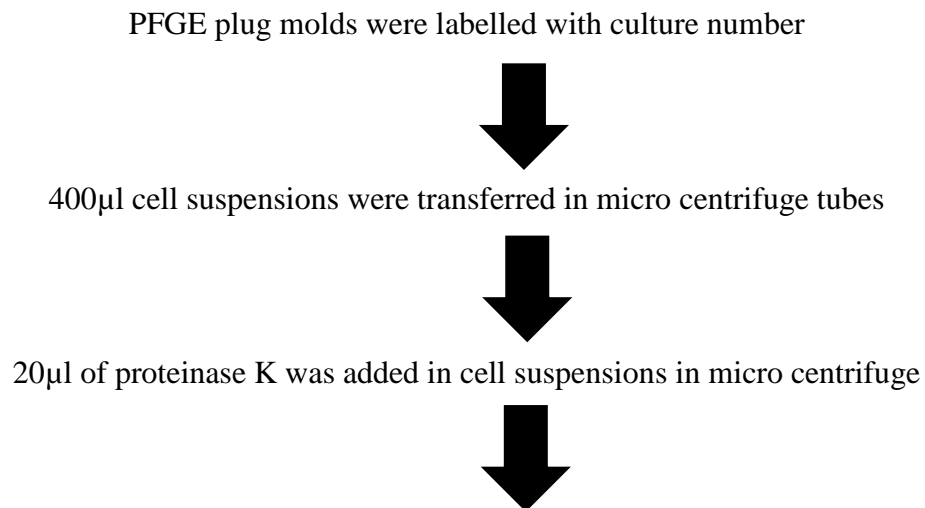 PFGE plug molds were labelled with culture number
400µl cell suspensions were transferred in micro centrifuge tubes
20µl of proteinase K was added in cell suspensions in micro centrifuge